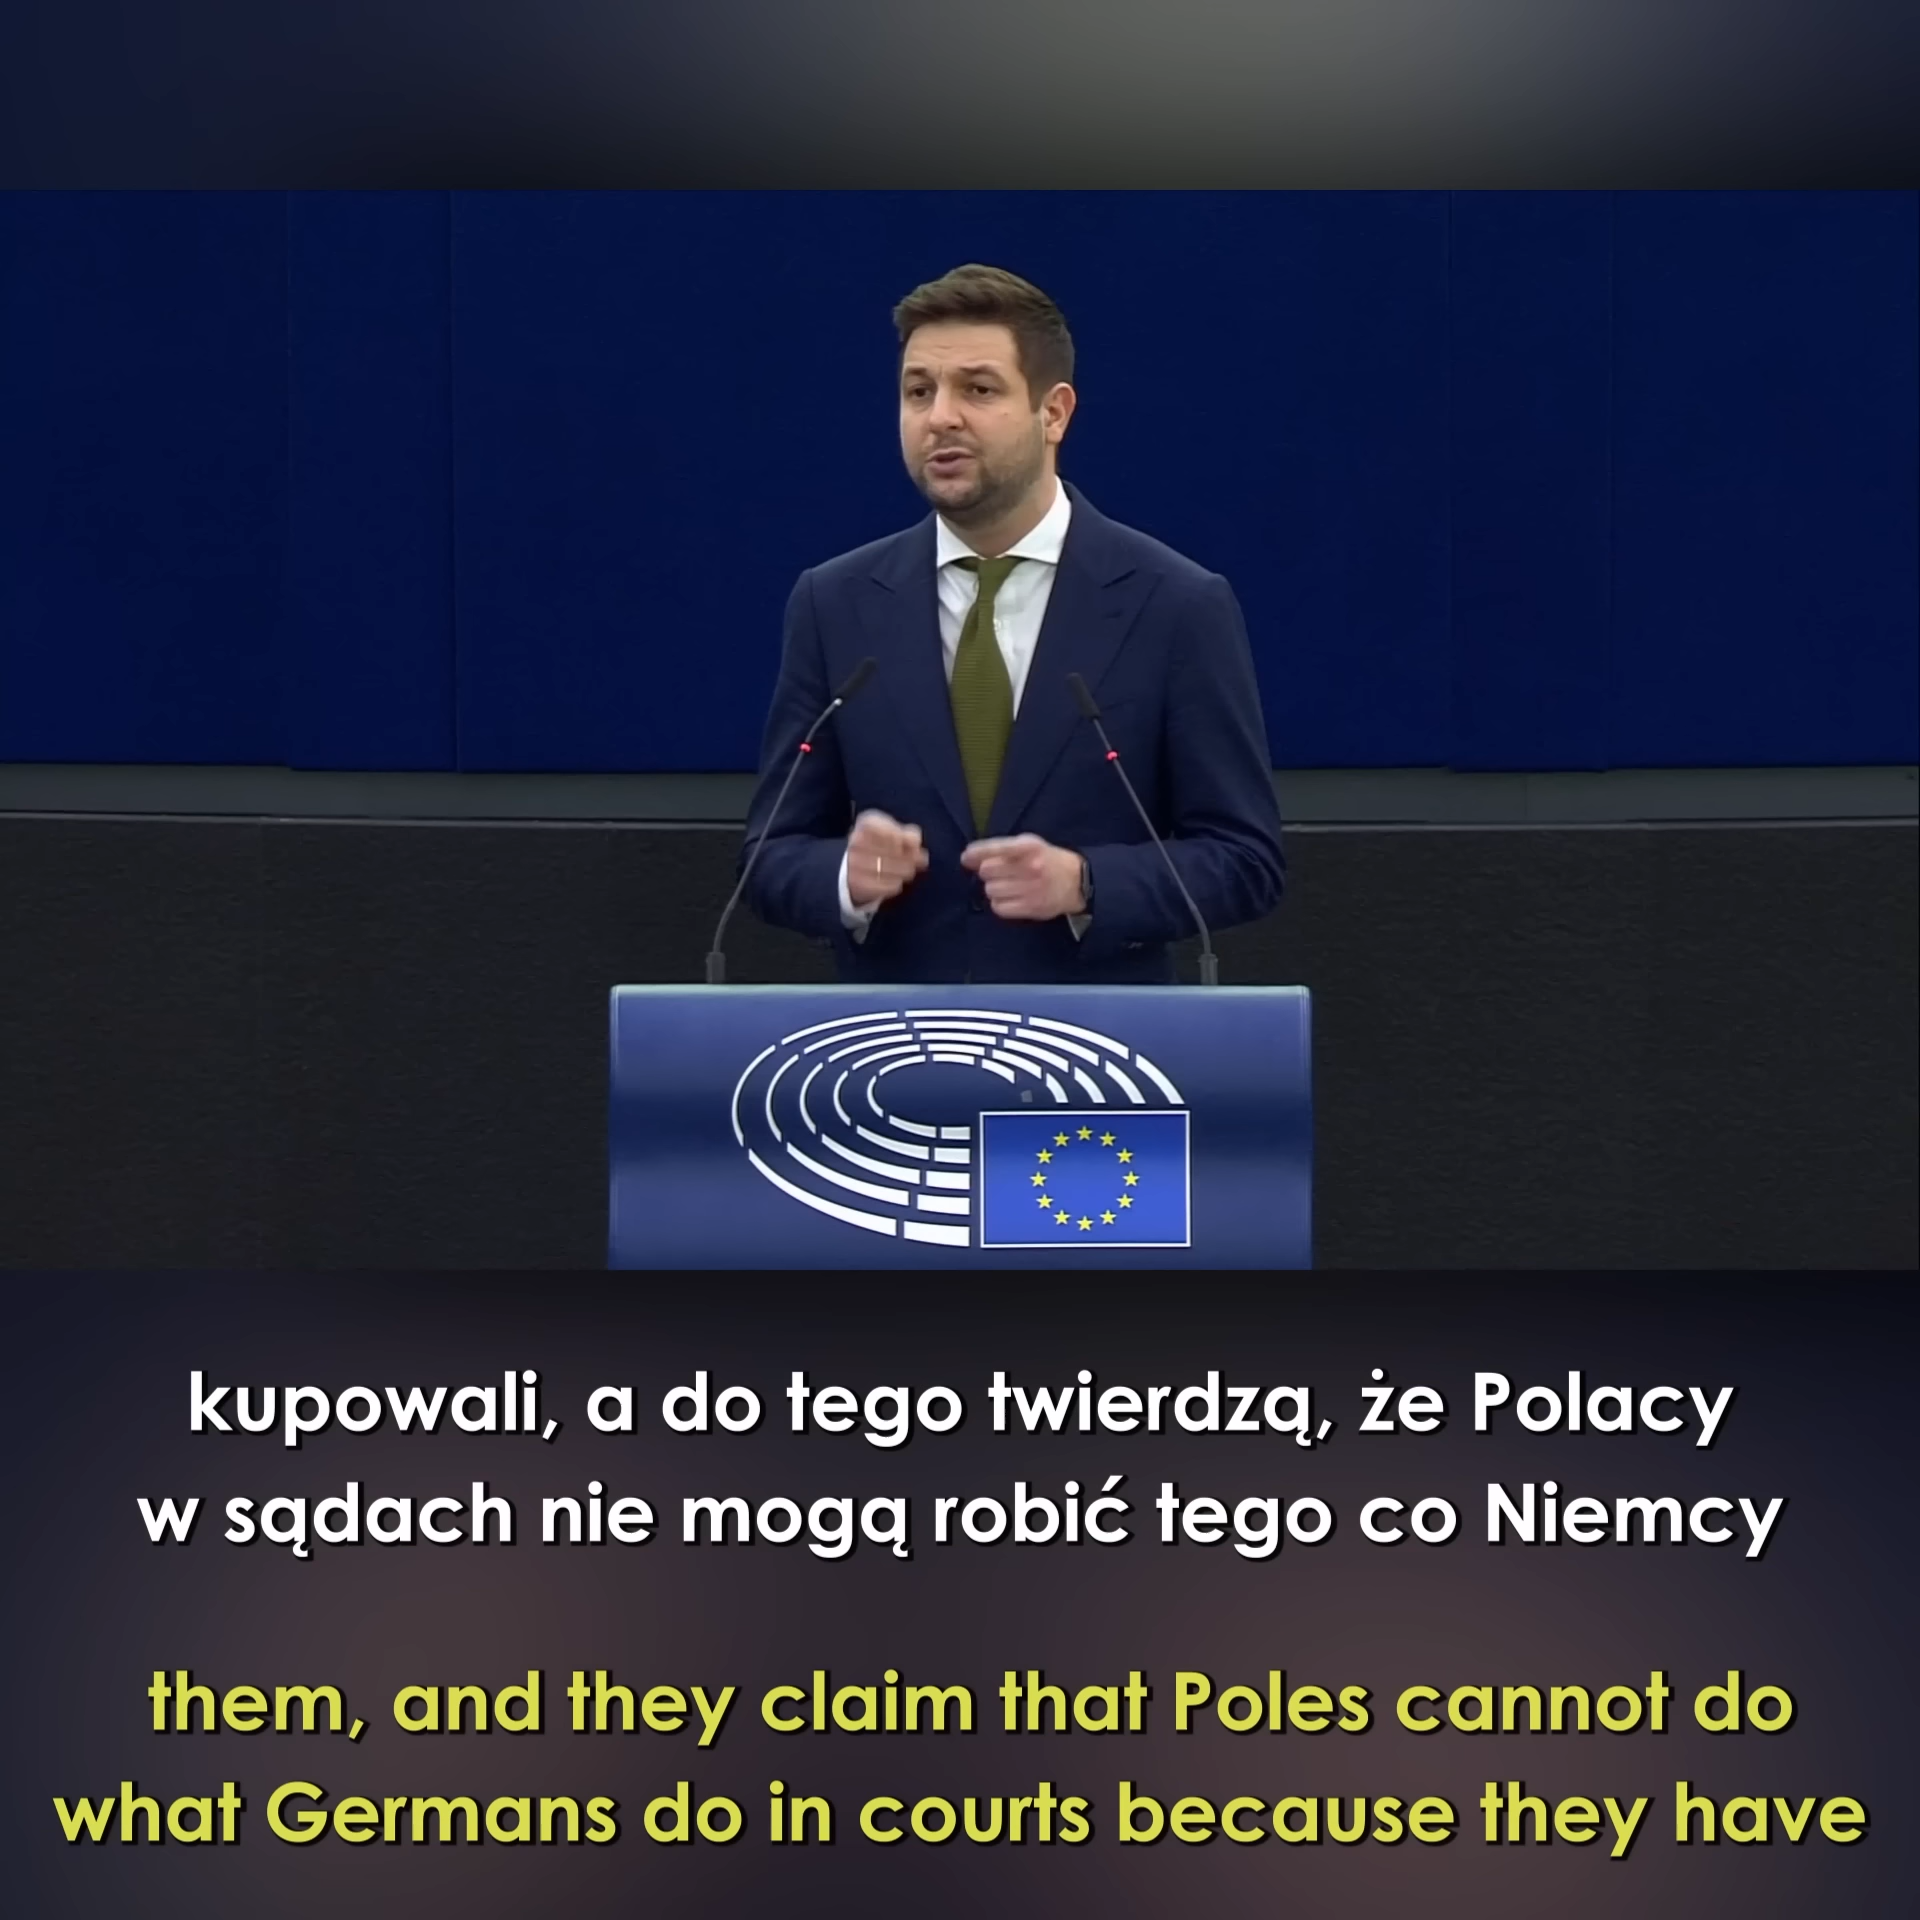 kupowali, a do tego twierdzą, że Polacy
w sądach nie mogą robić tego co Niemcy
them, and they claim that Poles cannot do
what Germans do in courts because they have